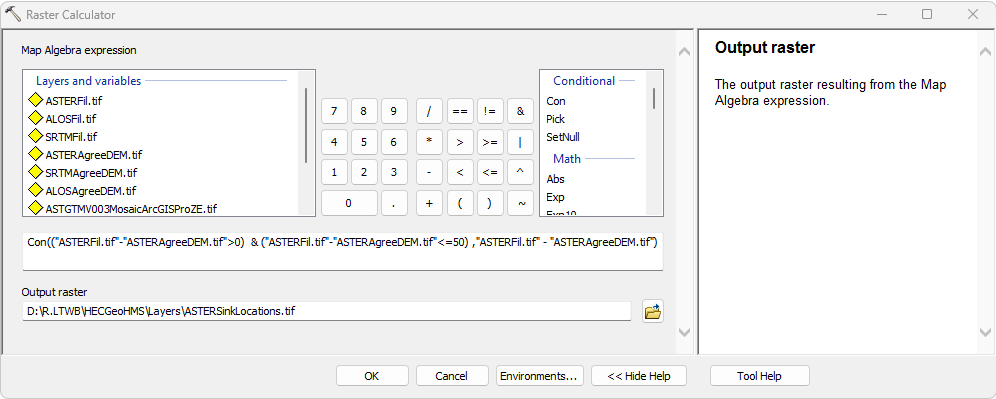 Raster Calculator
Map Algebra expression
Layers and variables
ASTERFil.tif
ALOSFil.tif
SRTMFil.tif
ASTERAgreeDEM.tif
SRTMAgreeDEM.tif
ALOSAgreeDEM.tif
ASTGTMV003MosaicArcGISProZE.tif
7 8 9 / == != &
4 5 6 * > >= |
1 2 3 - < <= ^
0 . + ( ) ~
Conditional
Con
Pick
SetNull
Math
Abs
Exp
Exp10
Con(("ASTERFil.tif"-"ASTERAgreeDEM.tif">0)  & ("ASTERFil.tif"-"ASTERAgreeDEM.tif"<=50) ,"ASTERFil.tif" - "ASTERAgreeDEM.tif")
Output raster
D:\R.LTWB\HECGeoHMS\Layers\ASTERSinkLocations.tif
Output raster
The output raster resulting from the Map
Algebra expression.
OK
Cancel
Environments...
<< Hide Help
Tool Help